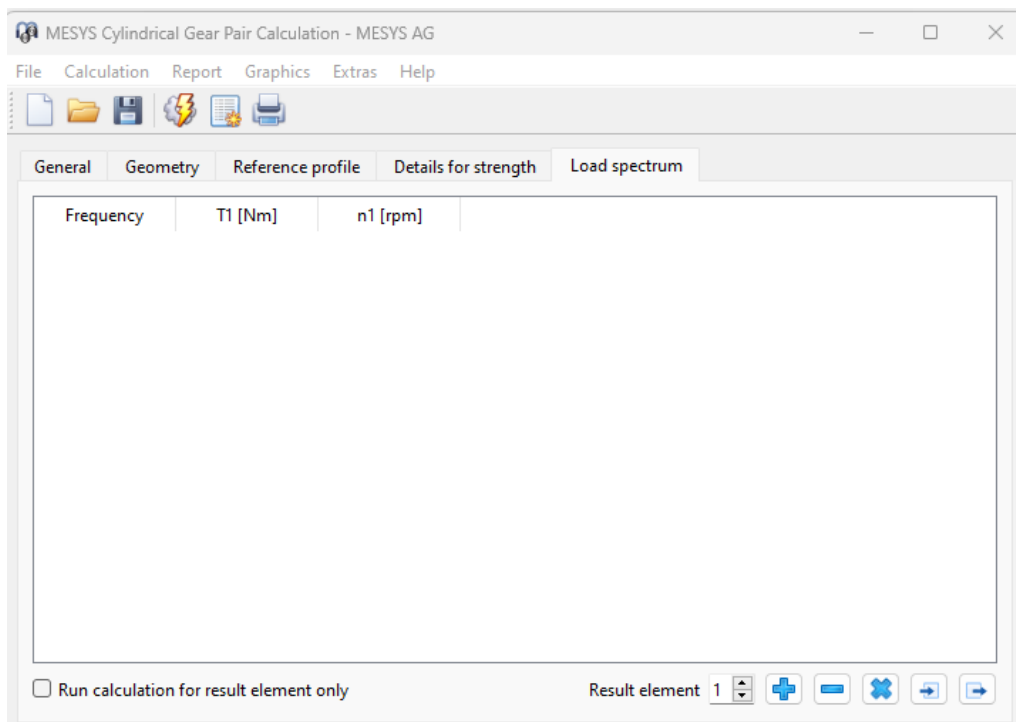 MESYS Cylindrical Gear Pair Calculation - MESYS AG
File Calculation Report Graphics Extras Help
General Geometry Reference profile Details for strength Load spectrum
Frequency T1 [Nm] n1 [rpm]
Run calculation for result element only Result element 1